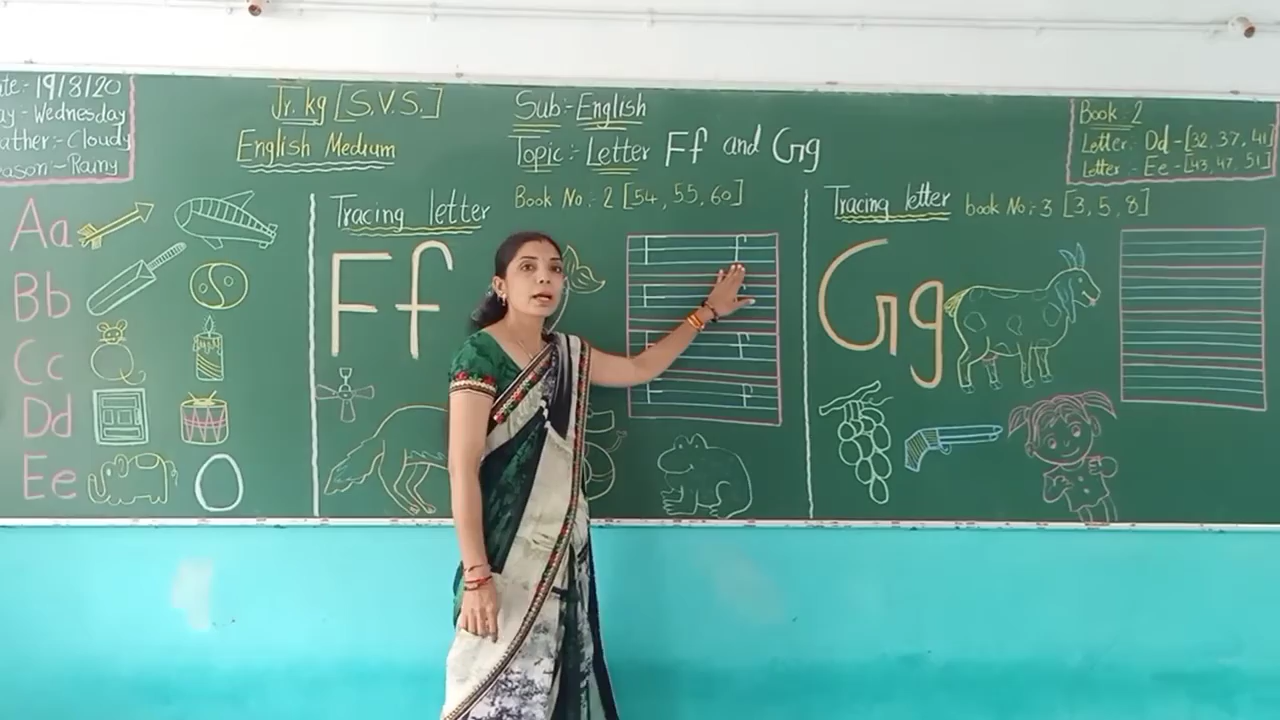 ate:- 19/8/20
ay - Wednesday
ather:- Cloudy
eason:- Rainy
Jr. kg [S.V.S.]
English Medium
Sub:- English
Topic:- Letter Ff and Gg
Book No:- 2 [54, 55, 60]
Book: 2
Letter:- Dd - [32, 37, 41]
Letter:- Ee - [43, 47, 51]
Aa
Bb
Cc
Dd
Ee
Tracing letter
Ff
Tracing letter book No:- 3 [3, 5, 8]
Gg